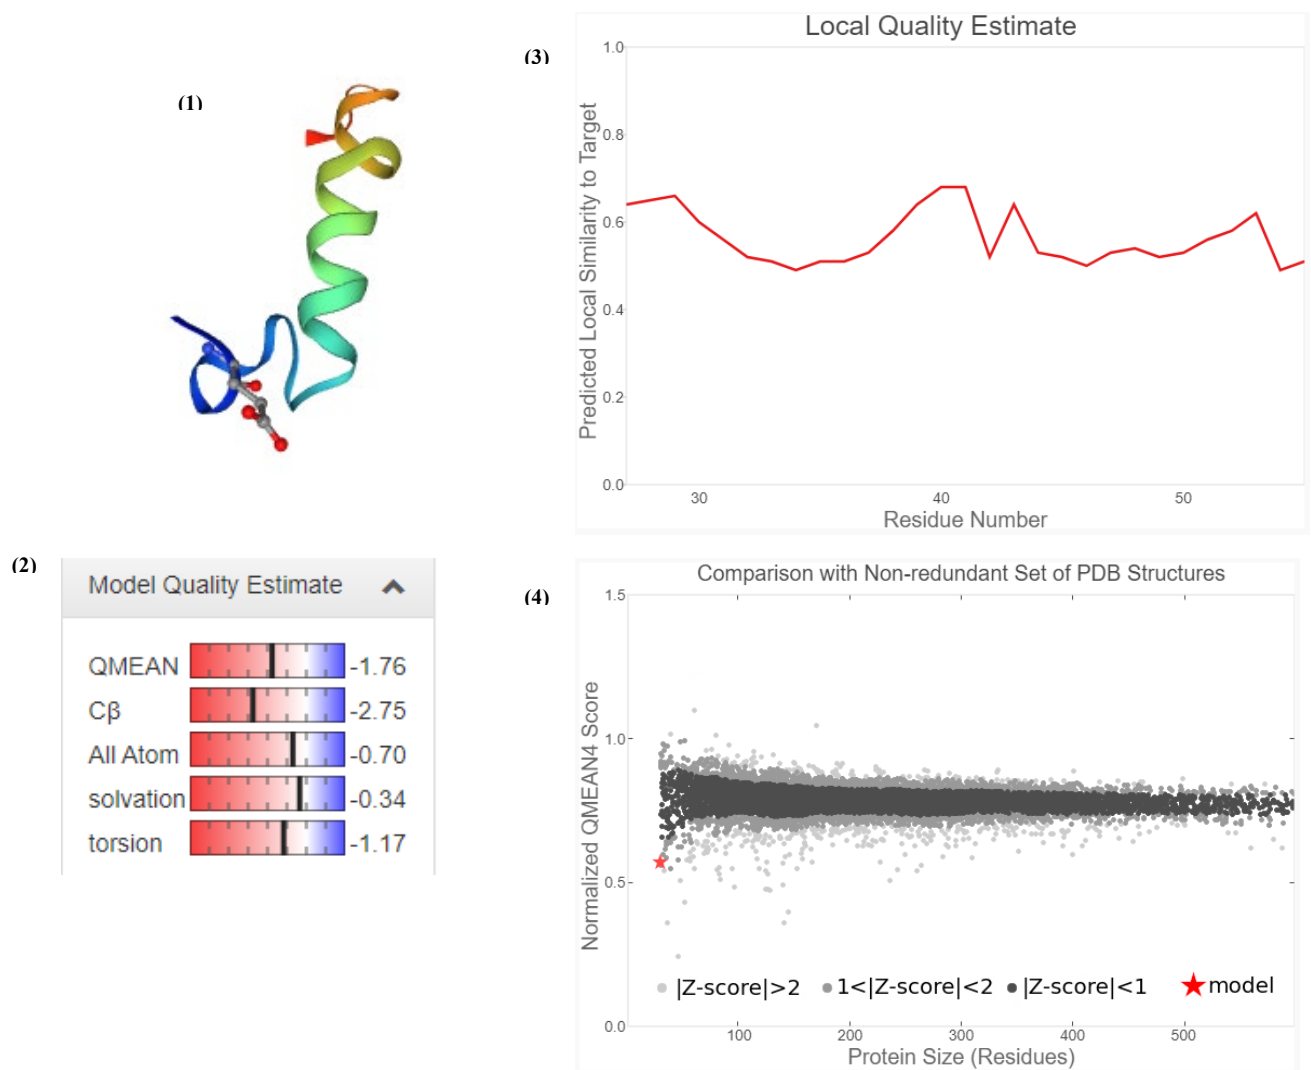 (1)
(3)
Local Quality Estimate
Predicted Local Similarity to Target
1.0
0.8
0.6
0.4
0.2
0.0
30 40 50
Residue Number
(2)
Model Quality Estimate
QMEAN -1.76
Cβ -2.75
All Atom -0.70
solvation -0.34
torsion -1.17
(4)
Comparison with Non-redundant Set of PDB Structures
Normalized QMEAN4 Score
1.5
1.0
0.5
0.0
|Z-score|>2 1<|Z-score|<2 |Z-score|<1 model
100 200 300 400 500
Protein Size (Residues)